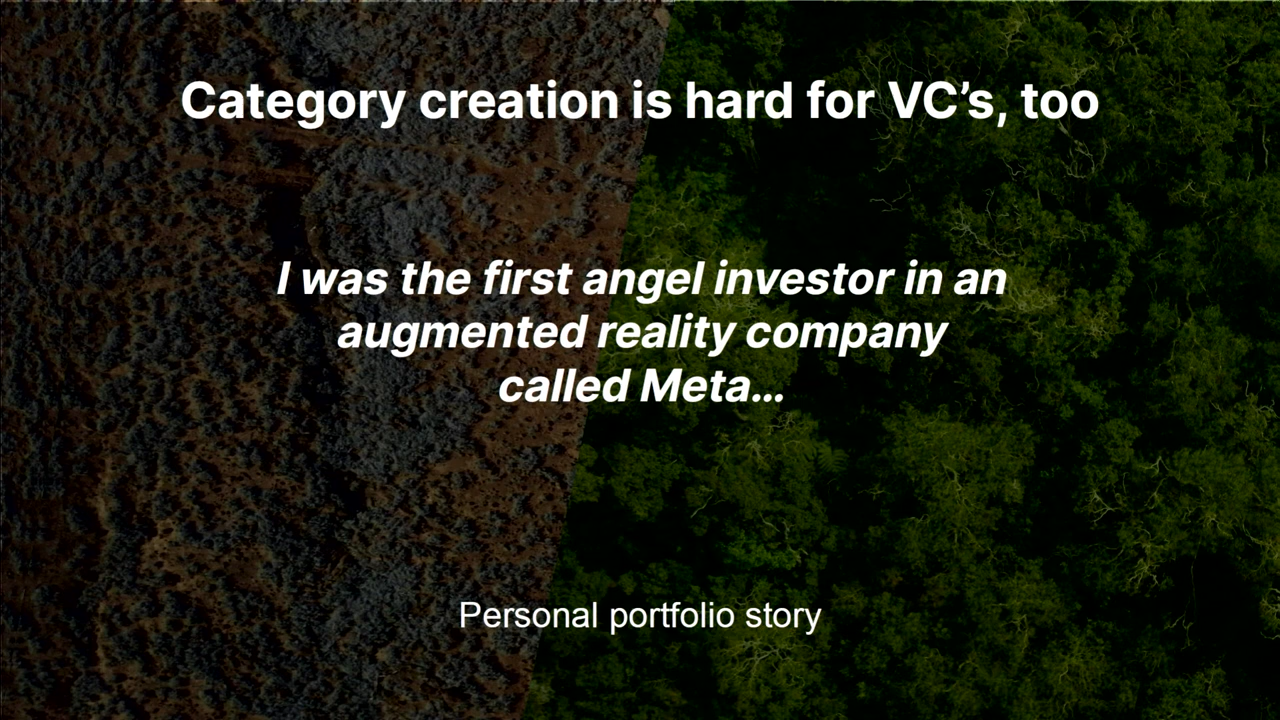 Category creation is hard for VC’s, too
I was the first angel investor in an
augmented reality company
called Meta...
Personal portfolio story